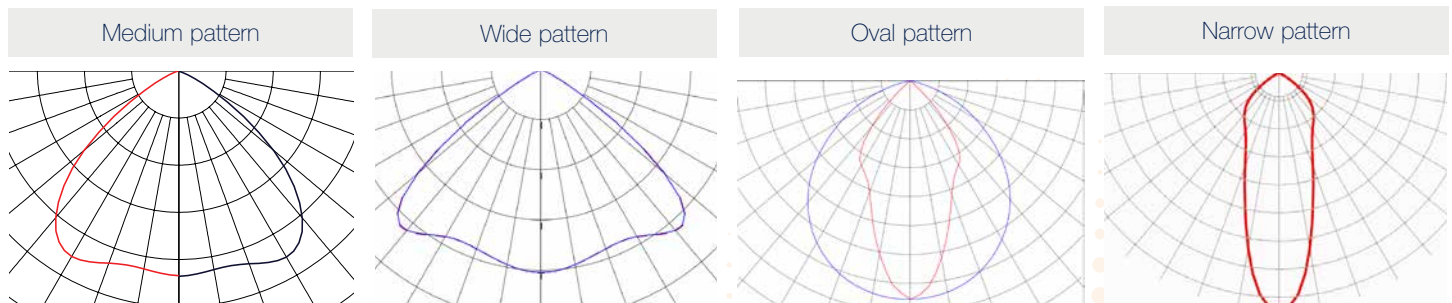 Medium pattern
Wide pattern
Oval pattern
Narrow pattern